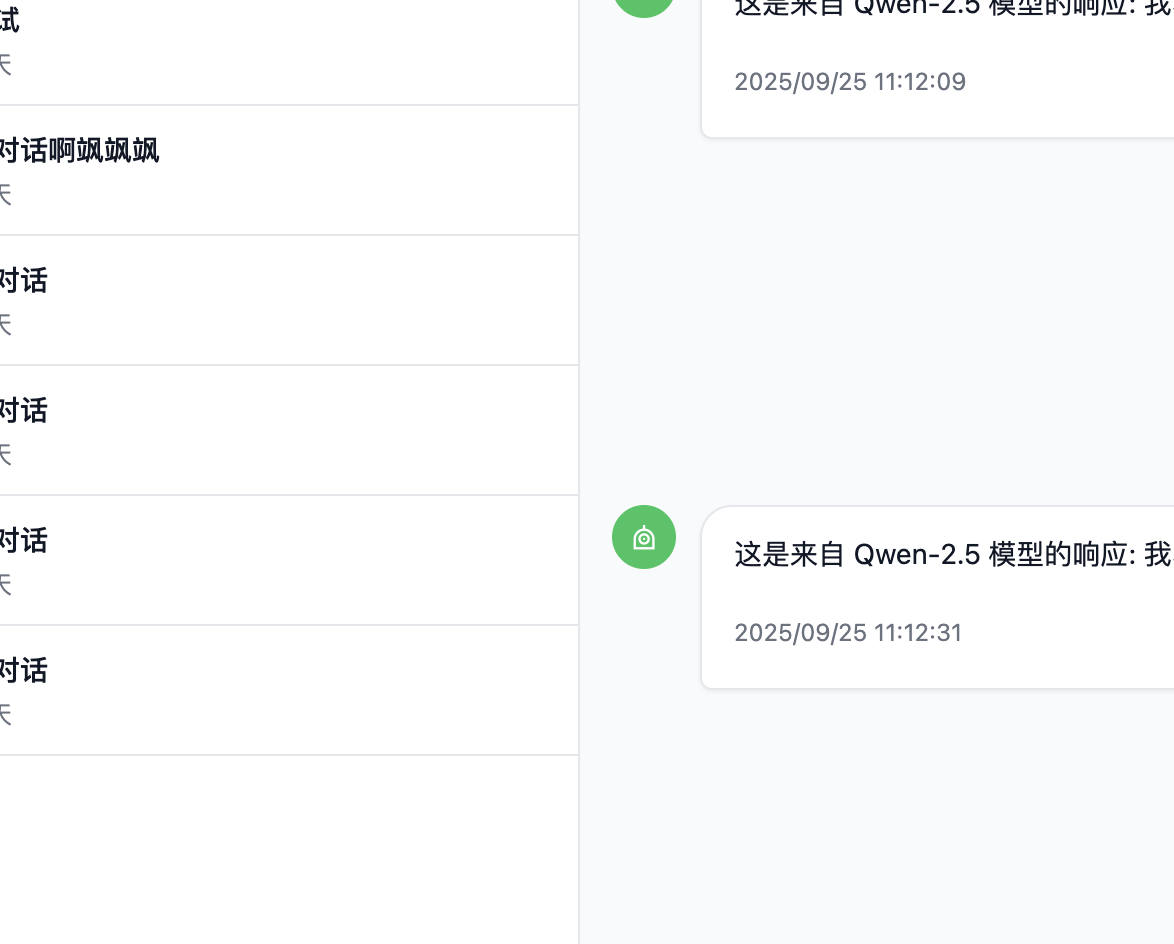 试
天
对话啊飒飒飒
天
对话
天
对话
天
对话
天
对话
天
这是来自 Qwen-2.5 模型的响应: 我
2025/09/25 11:12:09
这是来自 Qwen-2.5 模型的响应: 我
2025/09/25 11:12:31